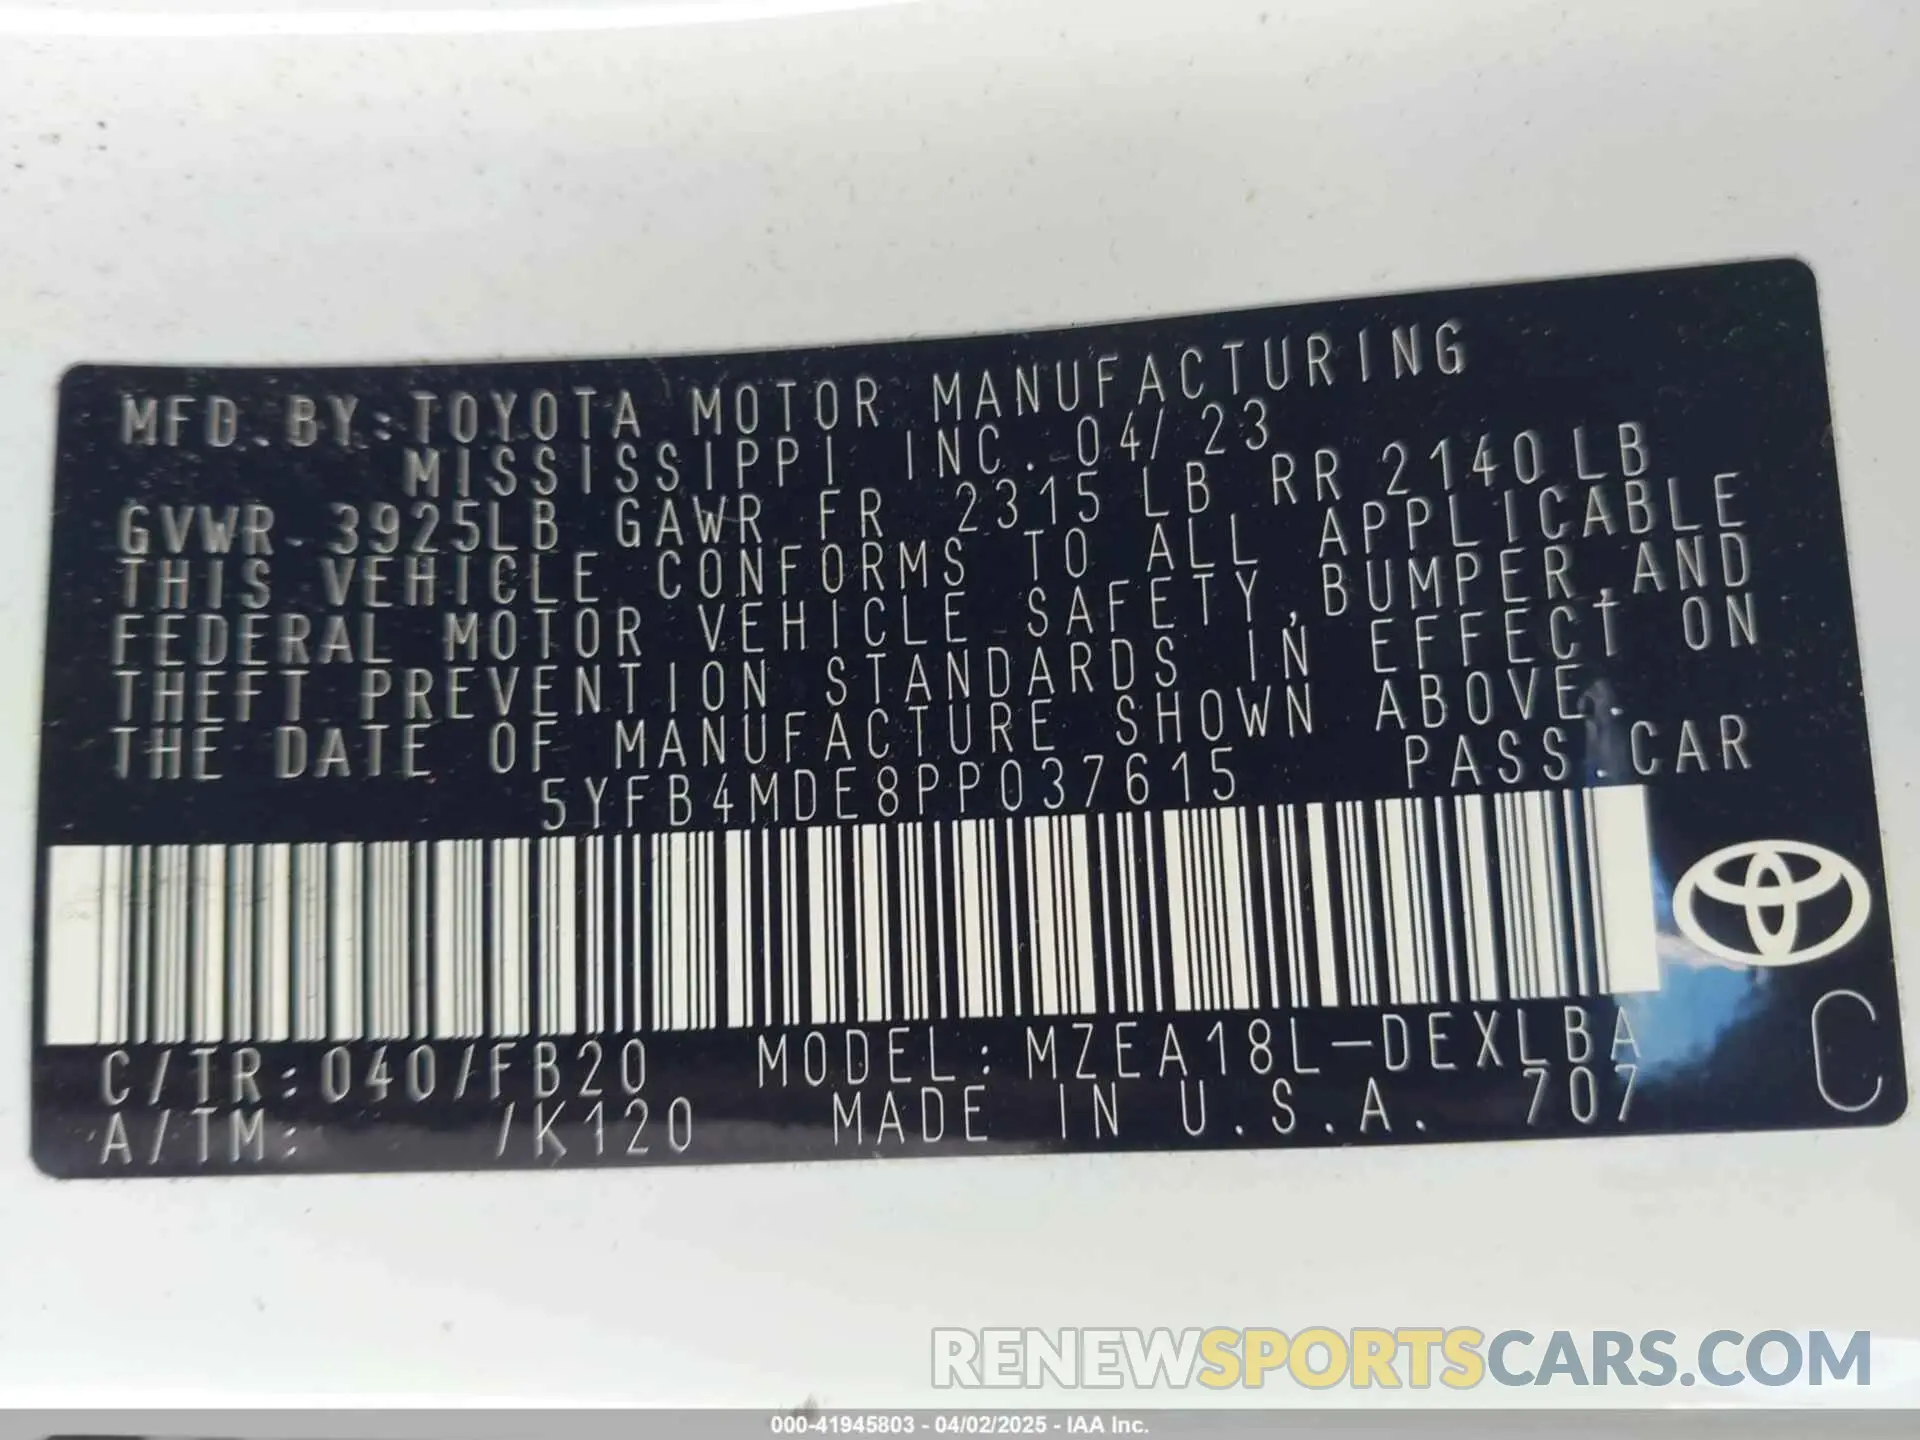 MFD. BY: TOYOTA MOTOR MANUFACTURING
MISSISSIPPI INC. 04/23
GVWR 3925LB GAWR FR 2315 LB RR 2140LB
THIS VEHICLE CONFORMS TO ALL APPLICABLE
FEDERAL MOTOR VEHICLE SAFETY, BUMPER, AND
THEFT PREVENTION STANDARDS IN EFFECT ON
THE DATE OF MANUFACTURE SHOWN ABOVE.
5YFB4MDE8PP037615 PASS. CAR
C/TR: 040/FB20 MODEL: MZEA18L-DEXLBA
A/TM: /K120 MADE IN U.S.A. 707
C
RENEWSPORTSCARS.COM
000-41945803 - 04/02/2025 - IAA Inc.